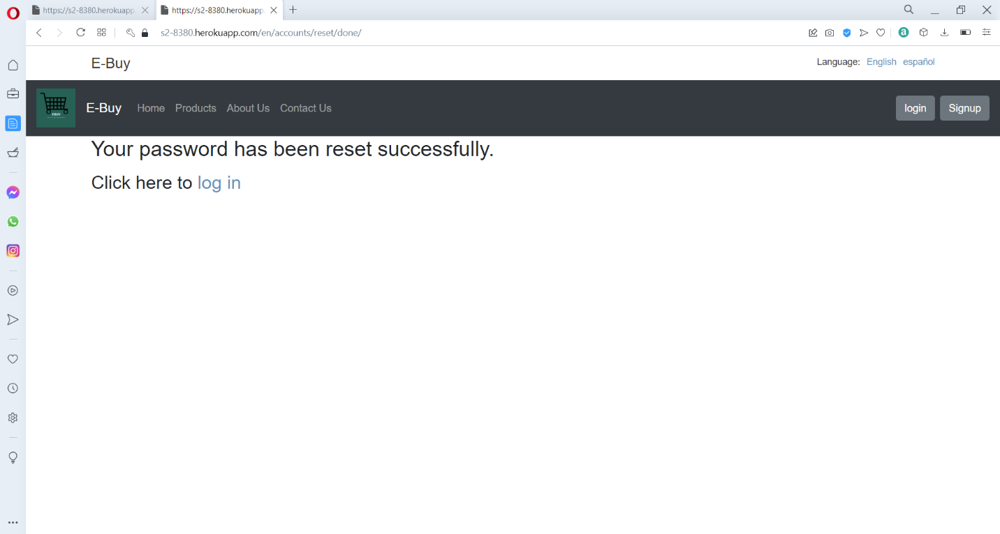 https://s2-8380.herokuapp
https://s2-8380.herokuapp.
s2-8380.herokuapp.com/en/accounts/reset/done/
E-Buy
Language: English español
EBUY
E-Buy Home Products About Us Contact Us
login Signup
Your password has been reset successfully.
Click here to log in